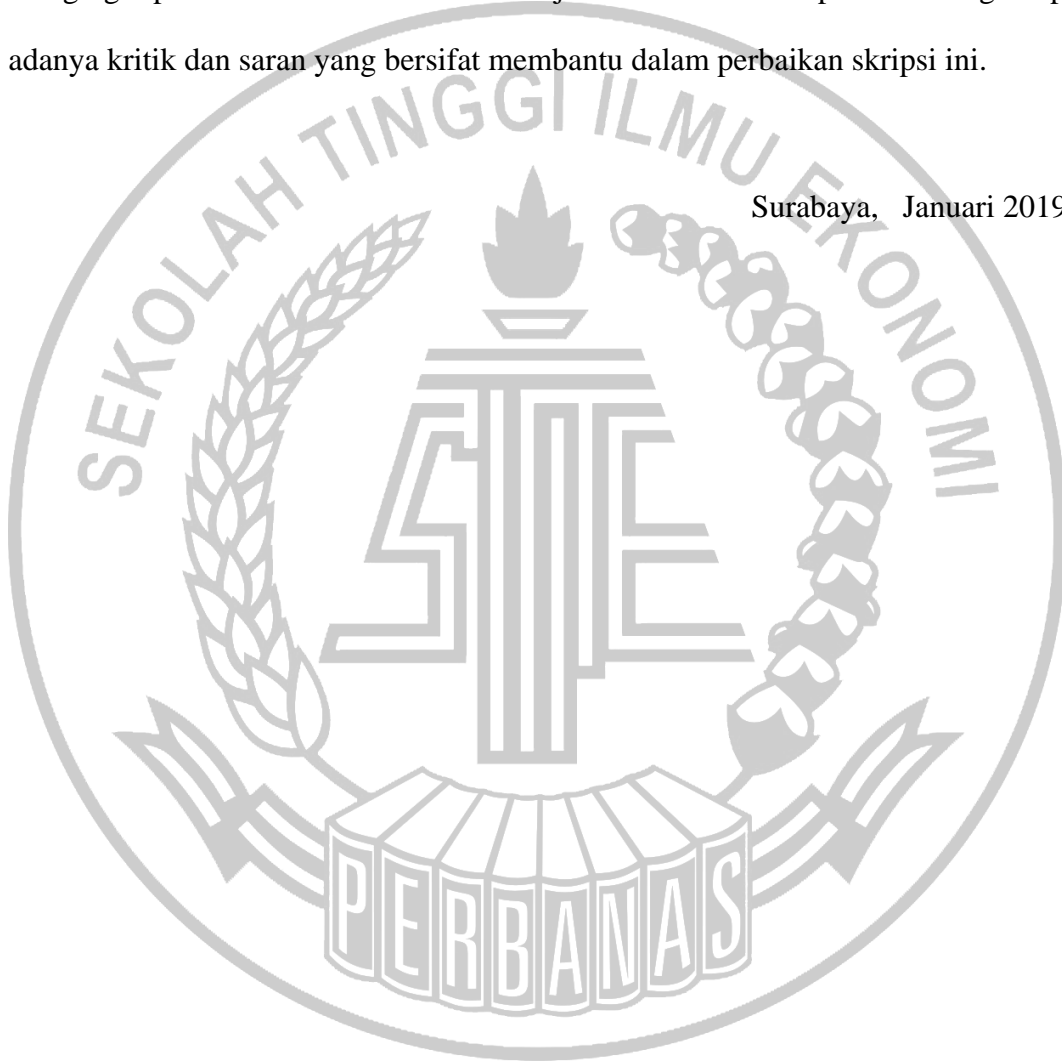 adanya kritik dan saran yang bersifat membantu dalam perbaikan skripsi ini.
SEKOLAH TINGGI ILMU EKONOMI
Surabaya, Januari 2019
STIE
PERBANAS